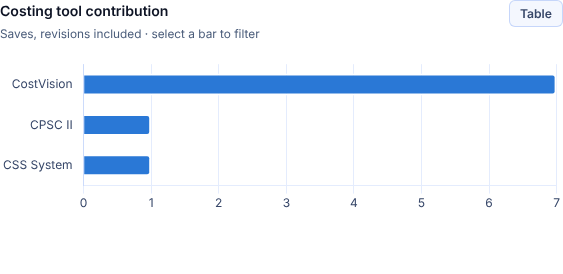 Costing tool contribution
Table
Saves, revisions included · select a bar to filter
CostVision
CPSC II
CSS System
0 1 2 3 4 5 6 7